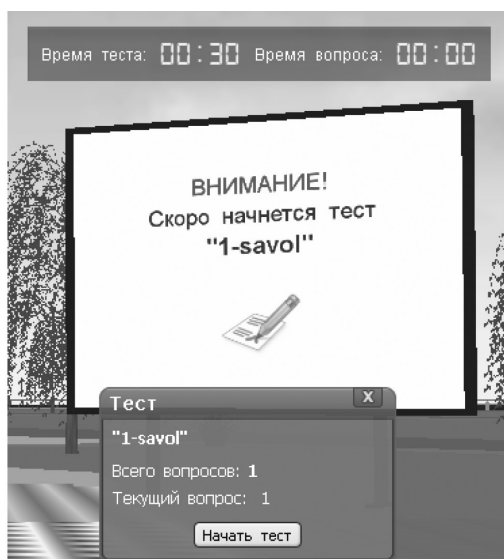 Время теста: 00:30 Время вопроса: 00:00
ВНИМАНИЕ!
Скоро начнется тест
"1-savol"
Тест X
"1-savol"
Всего вопросов: 1
Текущий вопрос: 1
Начать тест